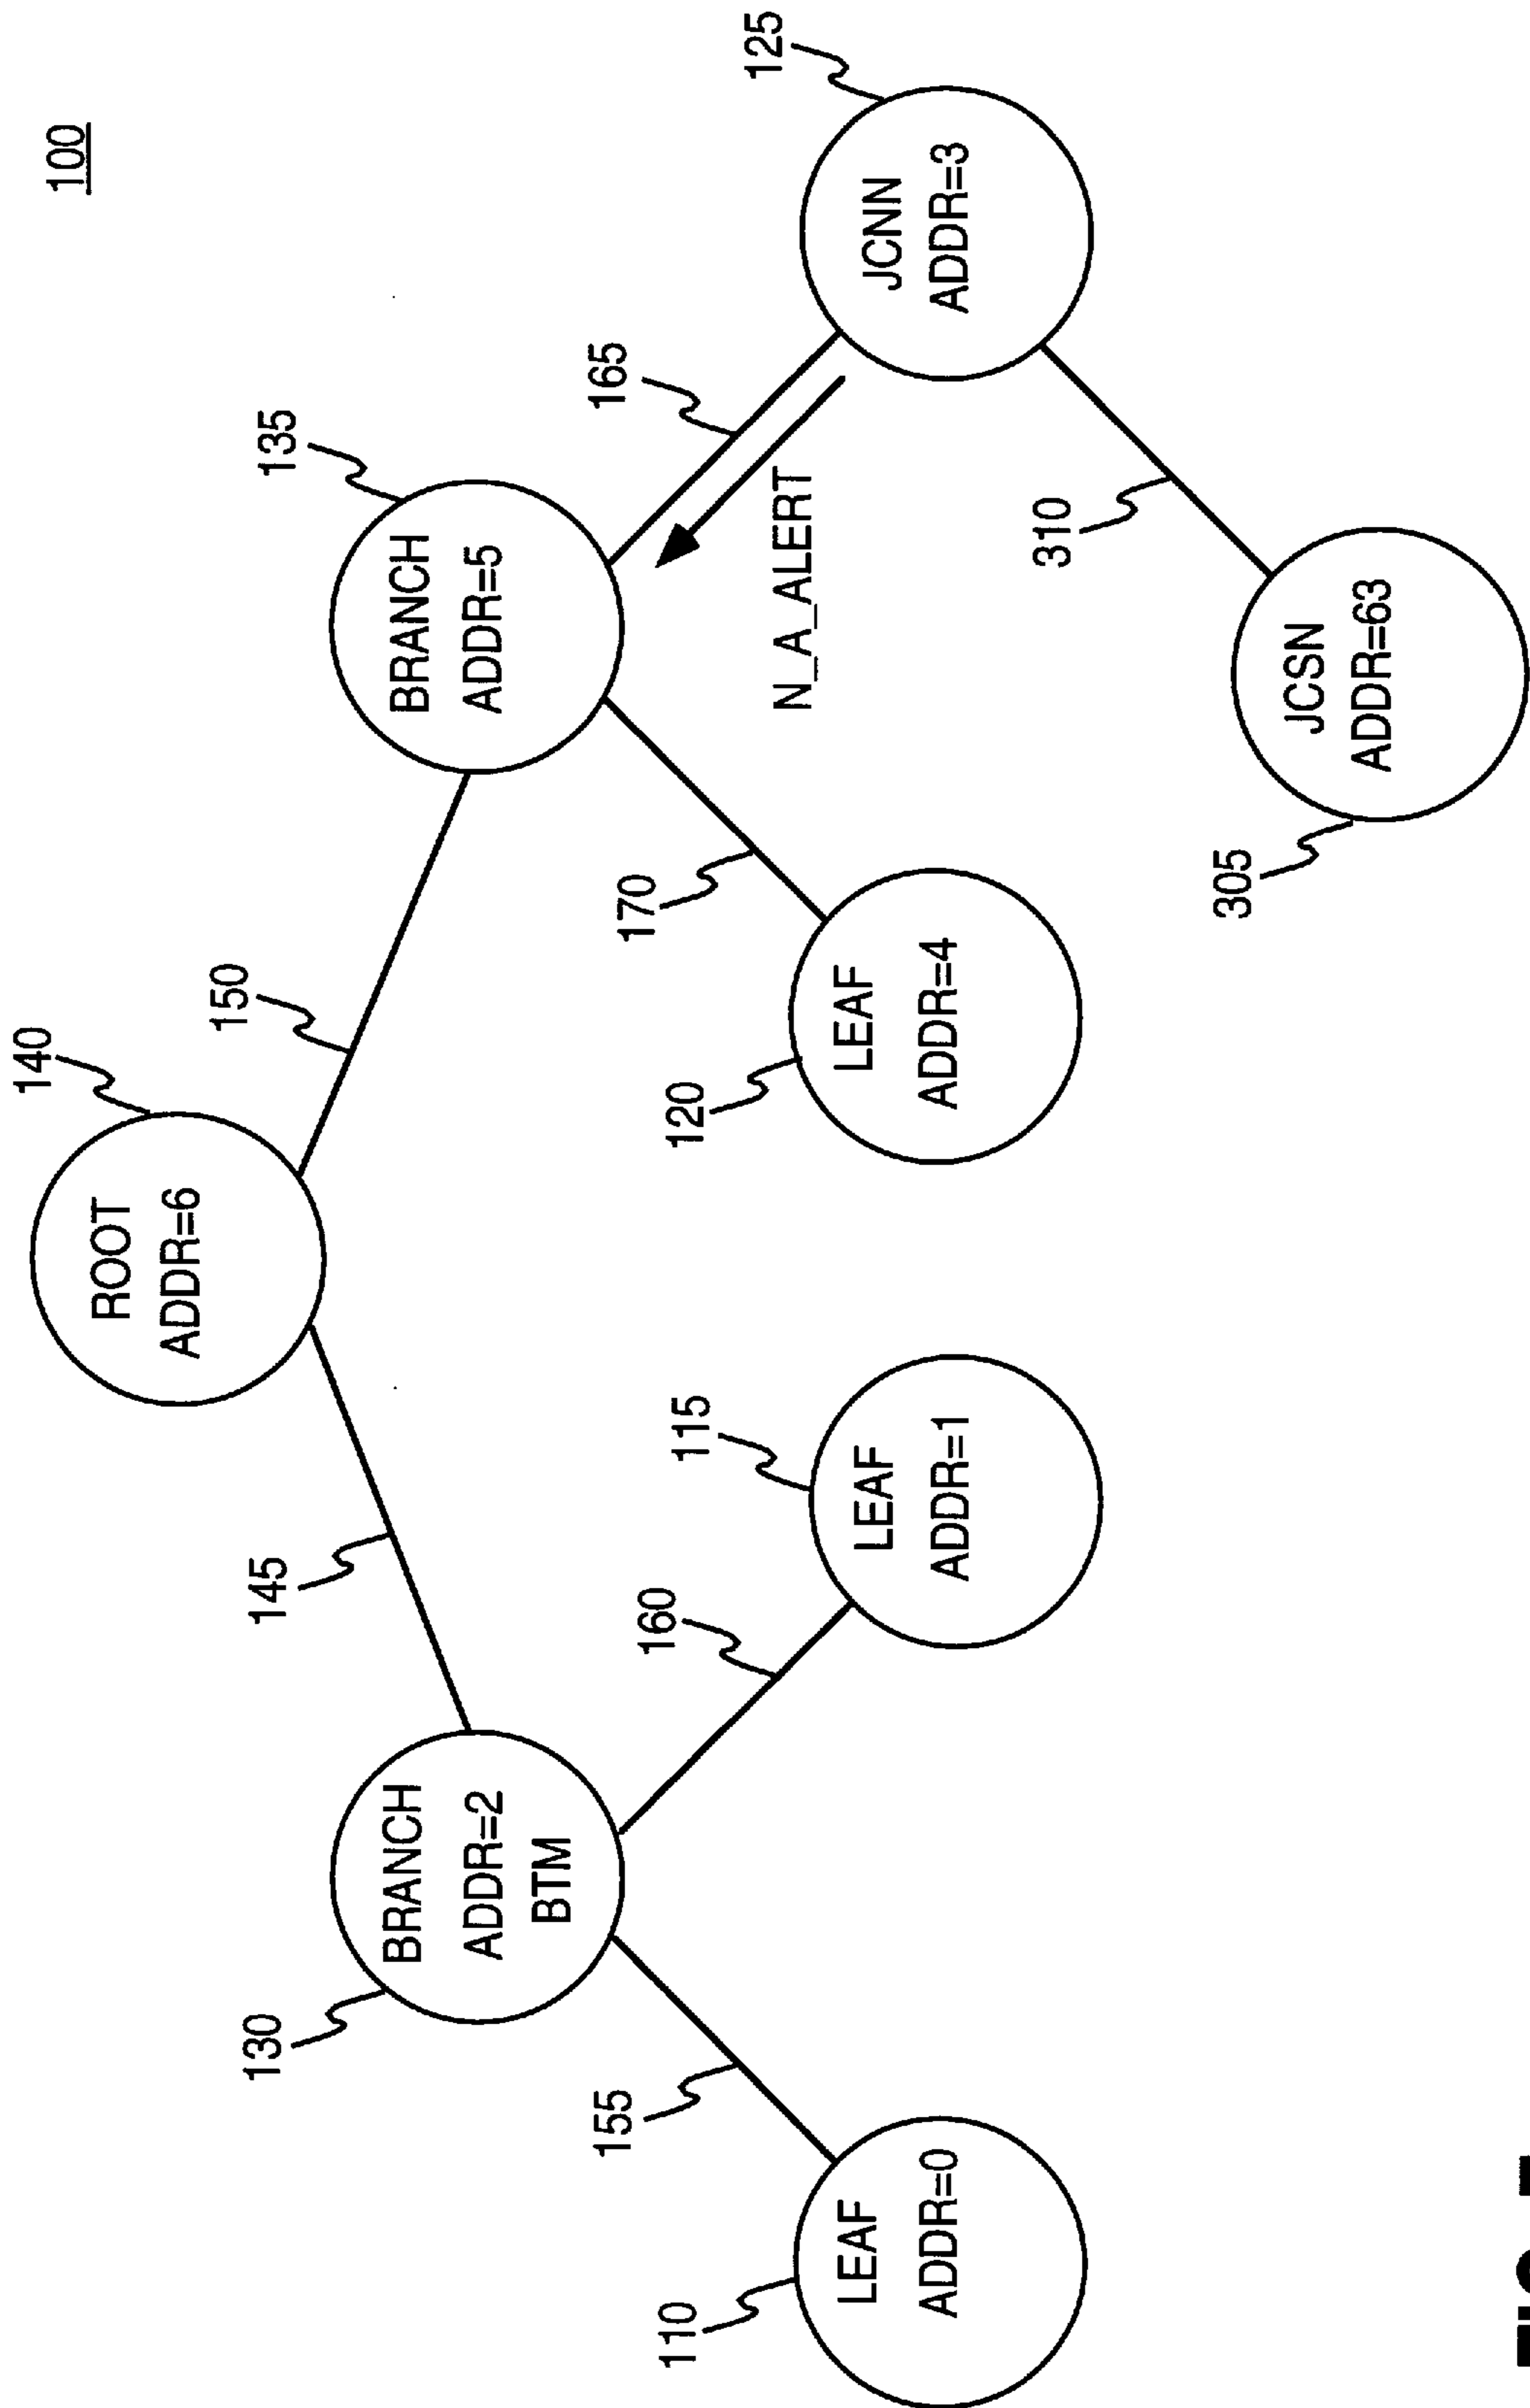 100
140
ROOT
ADDR=6
145
150
130
BRANCH
ADDR=2
BTM
135
BRANCH
ADDR=5
155
160
170
165
N_A_ALERT
110
LEAF
ADDR=0
115
LEAF
ADDR=1
120
LEAF
ADDR=4
125
JCNN
ADDR=3
310
305
JCSN
ADDR=63